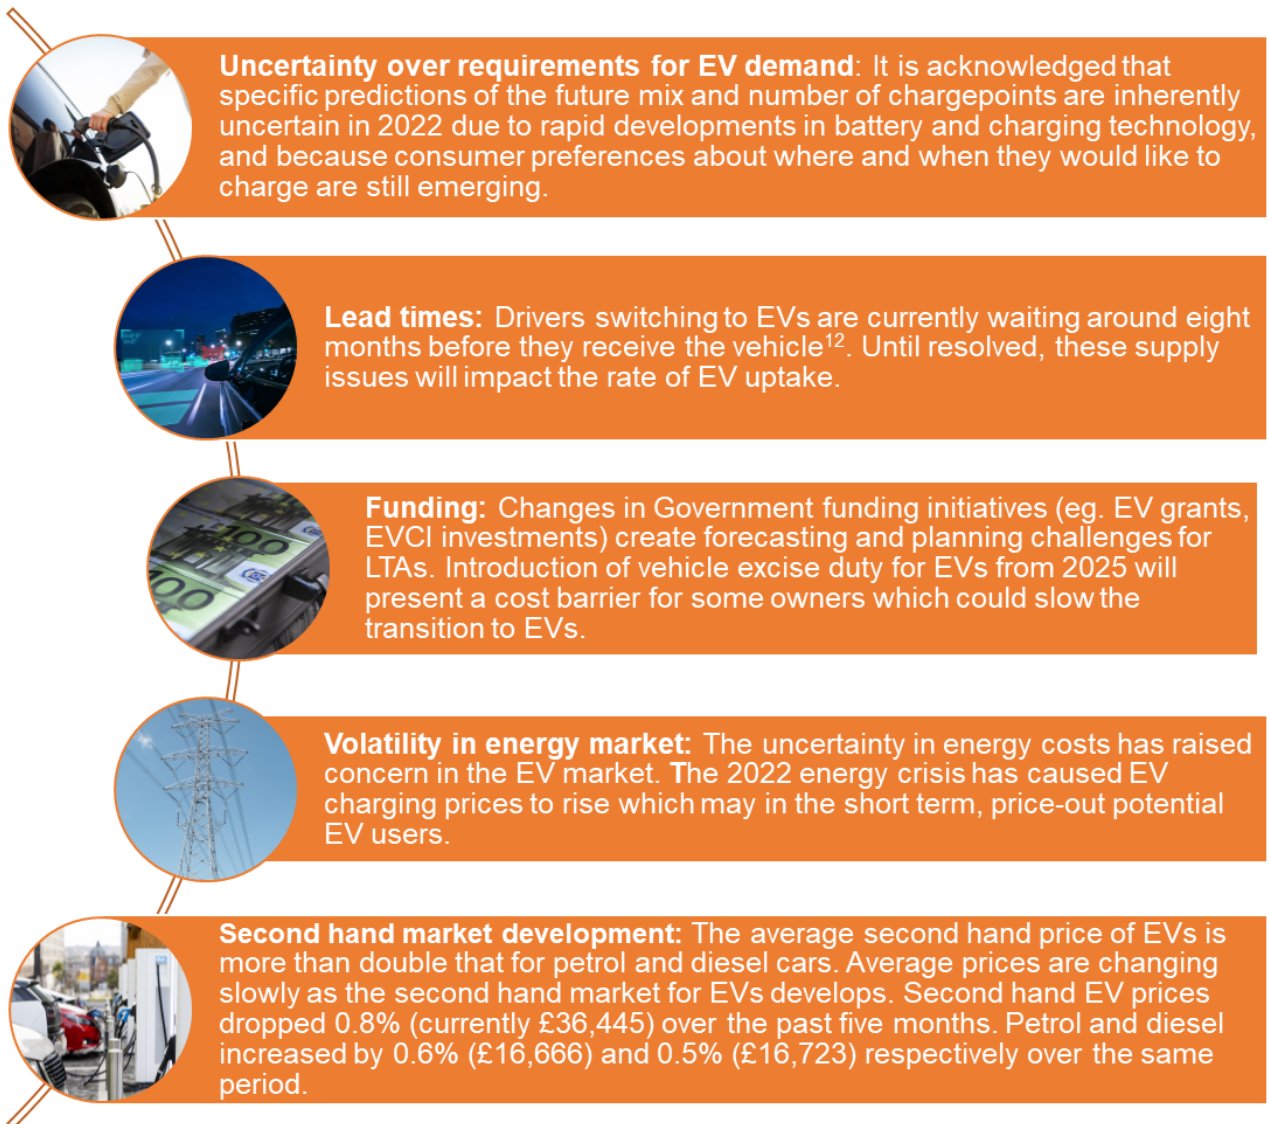 Uncertainty over requirements for EV demand: It is acknowledged that
specific predictions of the future mix and number of chargepoints are inherently
uncertain in 2022 due to rapid developments in battery and charging technology,
and because consumer preferences about where and when they would like to
charge are still emerging.
Lead times: Drivers switching to EVs are currently waiting around eight
months before they receive the vehicle¹². Until resolved, these supply
issues will impact the rate of EV uptake.
Funding: Changes in Government funding initiatives (eg. EV grants,
EVCI investments) create forecasting and planning challenges for
LTAs. Introduction of vehicle excise duty for EVs from 2025 will
present a cost barrier for some owners which could slow the
transition to EVs.
100
100
Volatility in energy market: The uncertainty in energy costs has raised
concern in the EV market. The 2022 energy crisis has caused EV
charging prices to rise which may in the short term, price-out potential
EV users.
Second hand market development: The average second hand price of EVs is
more than double that for petrol and diesel cars. Average prices are changing
slowly as the second hand market for EVs develops. Second hand EV prices
dropped 0.8% (currently £36,445) over the past five months. Petrol and diesel
increased by 0.6% (£16,666) and 0.5% (£16,723) respectively over the same
period.